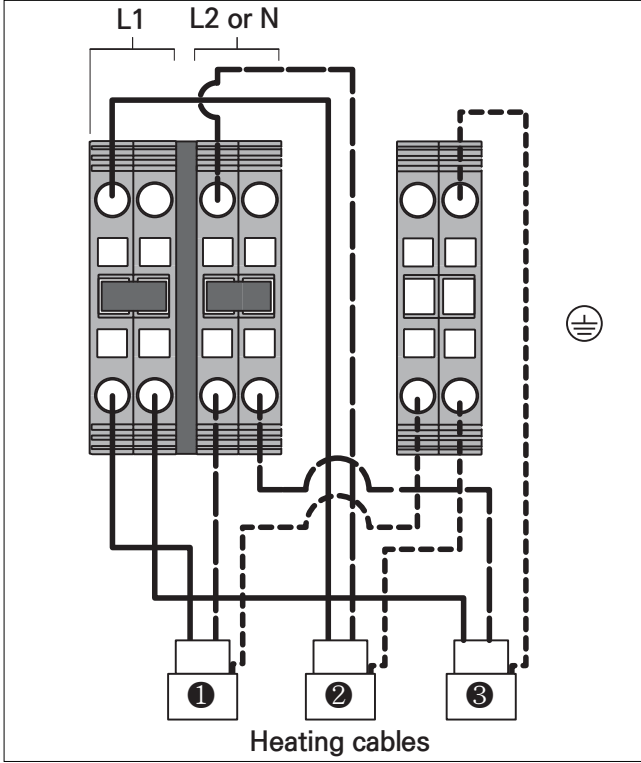 L1 L2 or N
❶ ❷ ❸
Heating cables